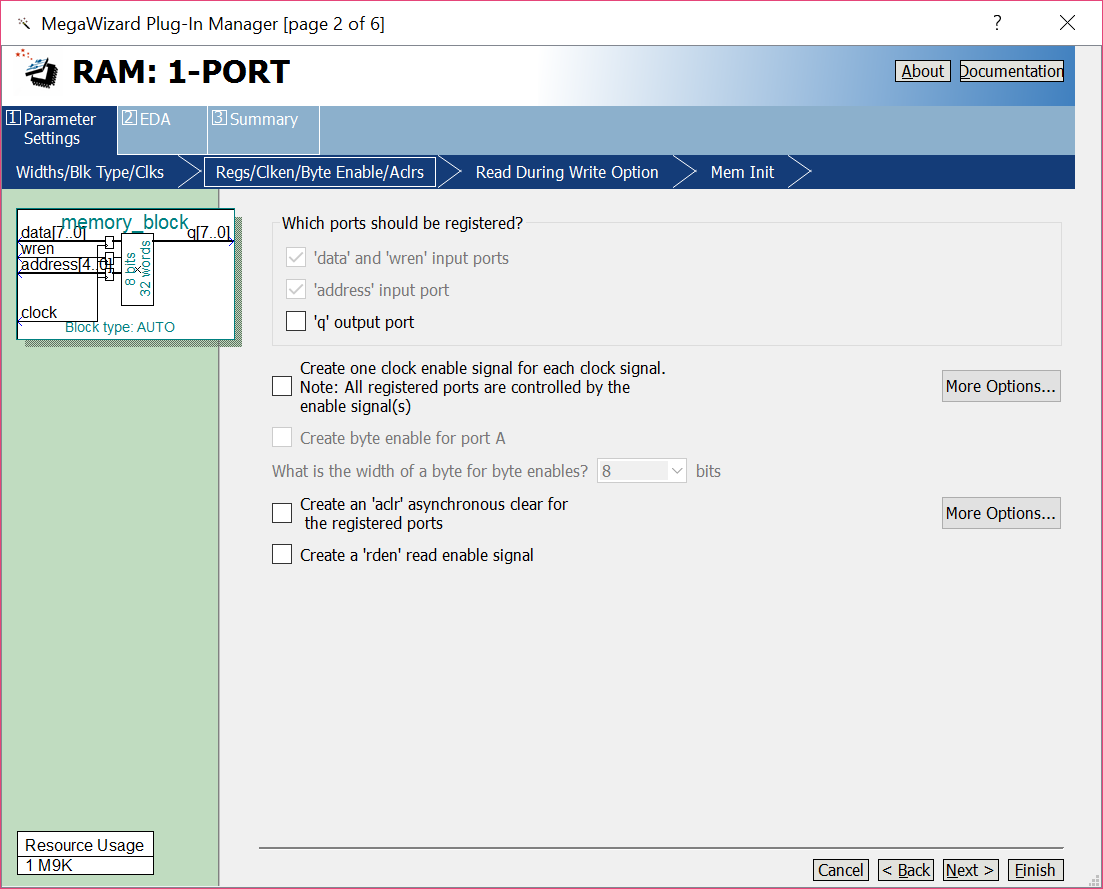 MegaWizard Plug-In Manager [page 2 of 6]
?
RAM: 1-PORT
About
Documentation
1 Parameter
Settings
2 EDA
3 Summary
Widths/Blk Type/Clks
Regs/Clken/Byte Enable/Aclrs
Read During Write Option
Mem Init
memory_block
data[7..0]
q[7..0]
wren
address[4..0]
8 bits
32 words
clock
Block type: AUTO
Which ports should be registered?
'data' and 'wren' input ports
'address' input port
'q' output port
Create one clock enable signal for each clock signal.
Note: All registered ports are controlled by the
enable signal(s)
More Options...
Create byte enable for port A
What is the width of a byte for byte enables? 8 bits
Create an 'aclr' asynchronous clear for
the registered ports
More Options...
Create a 'rden' read enable signal
Resource Usage
1 M9K
Cancel
< Back
Next >
Finish